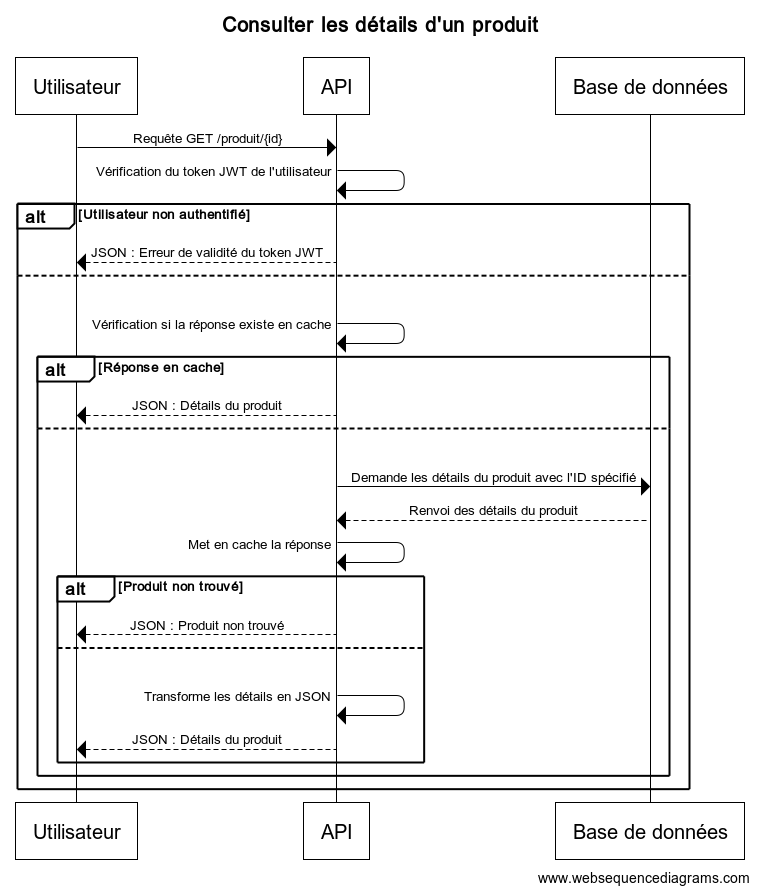 Consulter les détails d'un produit
Utilisateur
API
Base de données
Requête GET /produit/{id}
Vérification du token JWT de l'utilisateur
alt
[Utilisateur non authentifié]
JSON : Erreur de validité du token JWT
Vérification si la réponse existe en cache
alt
[Réponse en cache]
JSON : Détails du produit
Demande les détails du produit avec l'ID spécifié
Renvoi des détails du produit
Met en cache la réponse
alt
[Produit non trouvé]
JSON : Produit non trouvé
Transforme les détails en JSON
JSON : Détails du produit
Utilisateur
API
Base de données
www.websequencediagrams.com